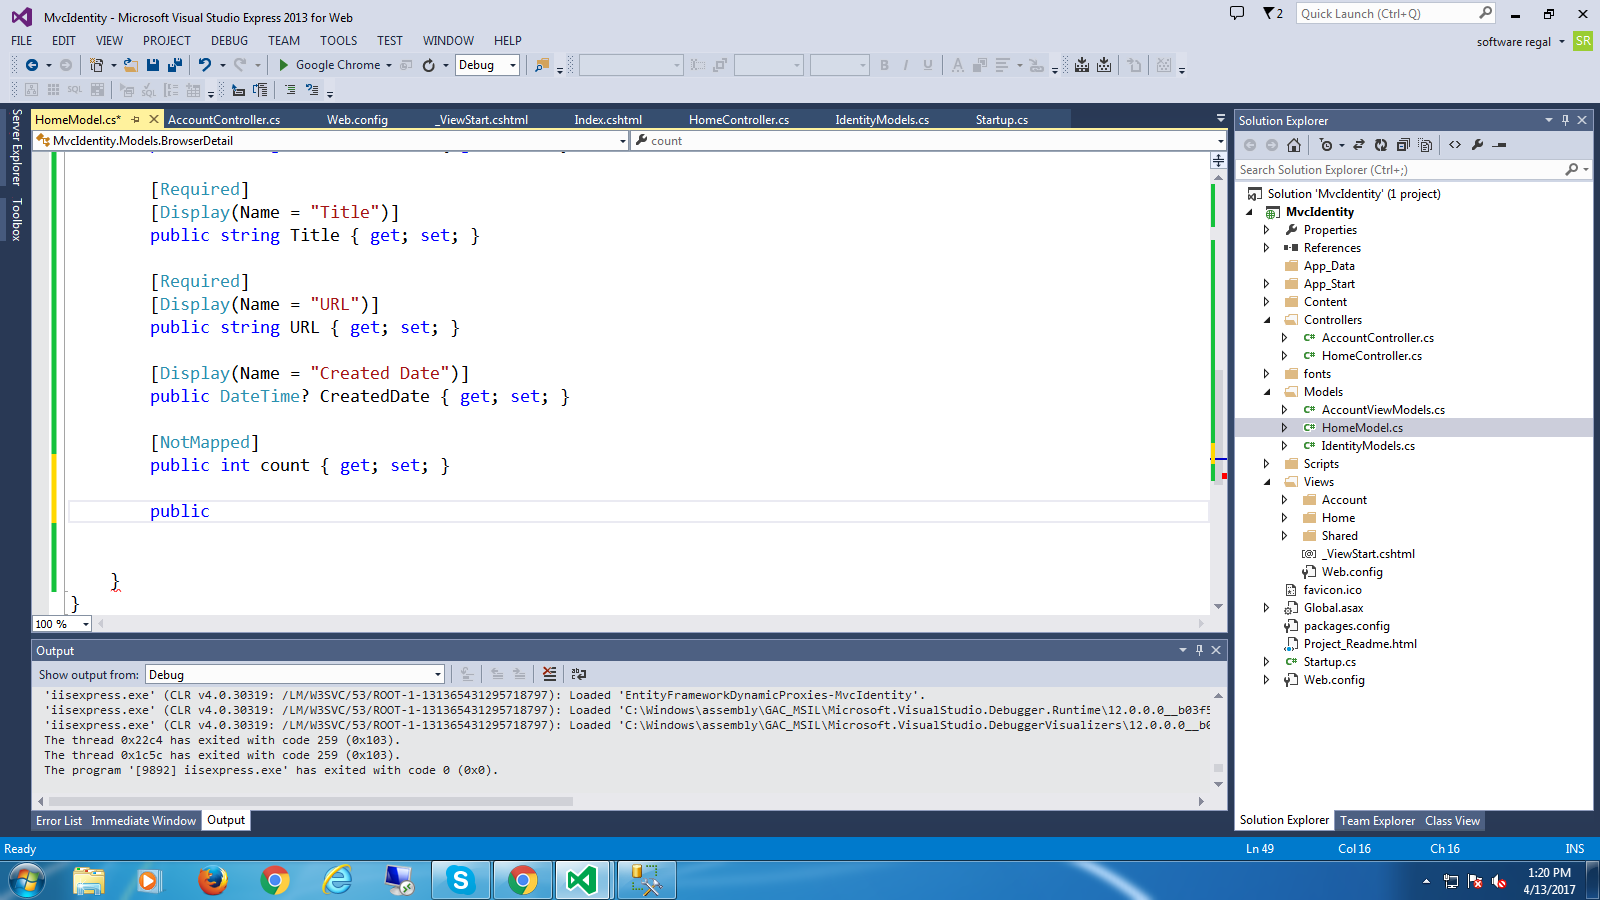 MvcIdentity - Microsoft Visual Studio Express 2013 for Web
2
Quick Launch (Ctrl+Q)
FILE EDIT VIEW PROJECT DEBUG TEAM TOOLS TEST WINDOW HELP
software regal SR
Google Chrome Debug
Server Explorer
Toolbox
HomeModel.cs* AccountController.cs Web.config _ViewStart.cshtml Index.cshtml HomeController.cs IdentityModels.cs Startup.cs
MvcIdentity.Models.BrowserDetail count
[Required]
[Display(Name = "Title")]
public string Title { get; set; }
[Required]
[Display(Name = "URL")]
public string URL { get; set; }
[Display(Name = "Created Date")]
public DateTime? CreatedDate { get; set; }
[NotMapped]
public int count { get; set; }
public
}
}
100 %
Output
Show output from: Debug
'iisexpress.exe' (CLR v4.0.30319: /LM/W3SVC/53/ROOT-1-131365431295718797): Loaded 'EntityFrameworkDynamicProxies-MvcIdentity'.
'iisexpress.exe' (CLR v4.0.30319: /LM/W3SVC/53/ROOT-1-131365431295718797): Loaded 'C:\Windows\assembly\GAC_MSIL\Microsoft.VisualStudio.Debugger.Runtime\12.0.0.0__b03f5
'iisexpress.exe' (CLR v4.0.30319: /LM/W3SVC/53/ROOT-1-131365431295718797): Loaded 'C:\Windows\assembly\GAC_MSIL\Microsoft.VisualStudio.DebuggerVisualizers\12.0.0.0__b0
The thread 0x22c4 has exited with code 259 (0x103).
The thread 0x1c5c has exited with code 259 (0x103).
The program '[9892] iisexpress.exe' has exited with code 0 (0x0).
Error List Immediate Window Output
Solution Explorer
Search Solution Explorer (Ctrl+;)
Solution 'MvcIdentity' (1 project)
MvcIdentity
Properties
References
App_Data
App_Start
Content
Controllers
C# AccountController.cs
C# HomeController.cs
fonts
Models
C# AccountViewModels.cs
C# HomeModel.cs
C# IdentityModels.cs
Scripts
Views
Account
Home
Shared
[@] _ViewStart.cshtml
Web.config
favicon.ico
Global.asax
packages.config
Project_Readme.html
C# Startup.cs
Web.config
Solution Explorer Team Explorer Class View
Ready Ln 49 Col 16 Ch 16 INS
1:20 PM
4/13/2017